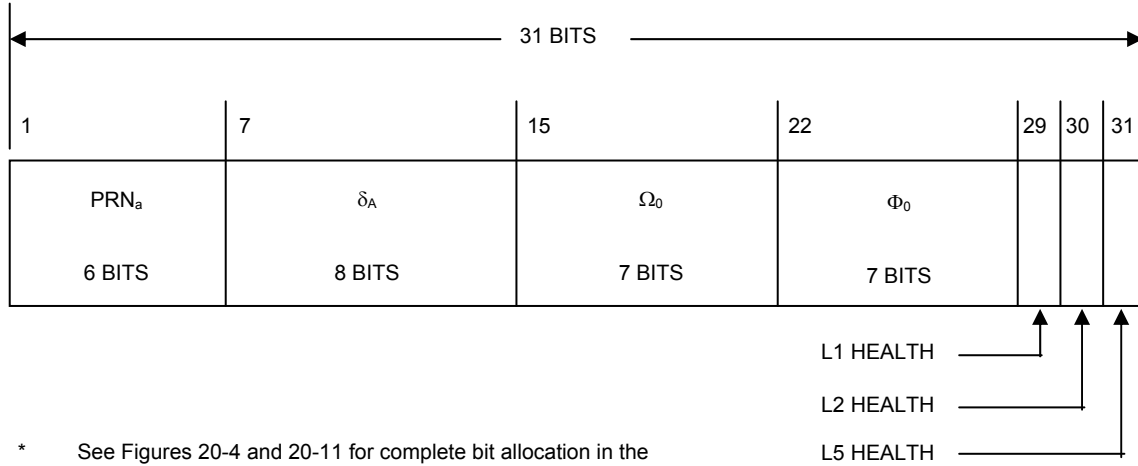 31 BITS
1 7 15 22 29 30 31
PRNa δA Ω0 Φ0
6 BITS 8 BITS 7 BITS 7 BITS
L1 HEALTH
L2 HEALTH
* See Figures 20-4 and 20-11 for complete bit allocation in the
L5 HEALTH